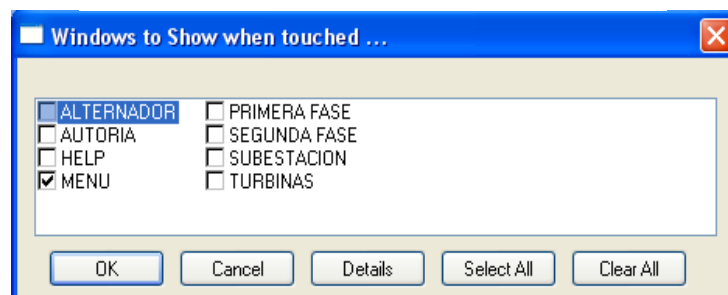 Windows to Show when touched ...
ALTERNADOR
AUTORIA
HELP
MENU
PRIMERA FASE
SEGUNDA FASE
SUBESTACION
TURBINAS
OK
Cancel
Details
Select All
Clear All